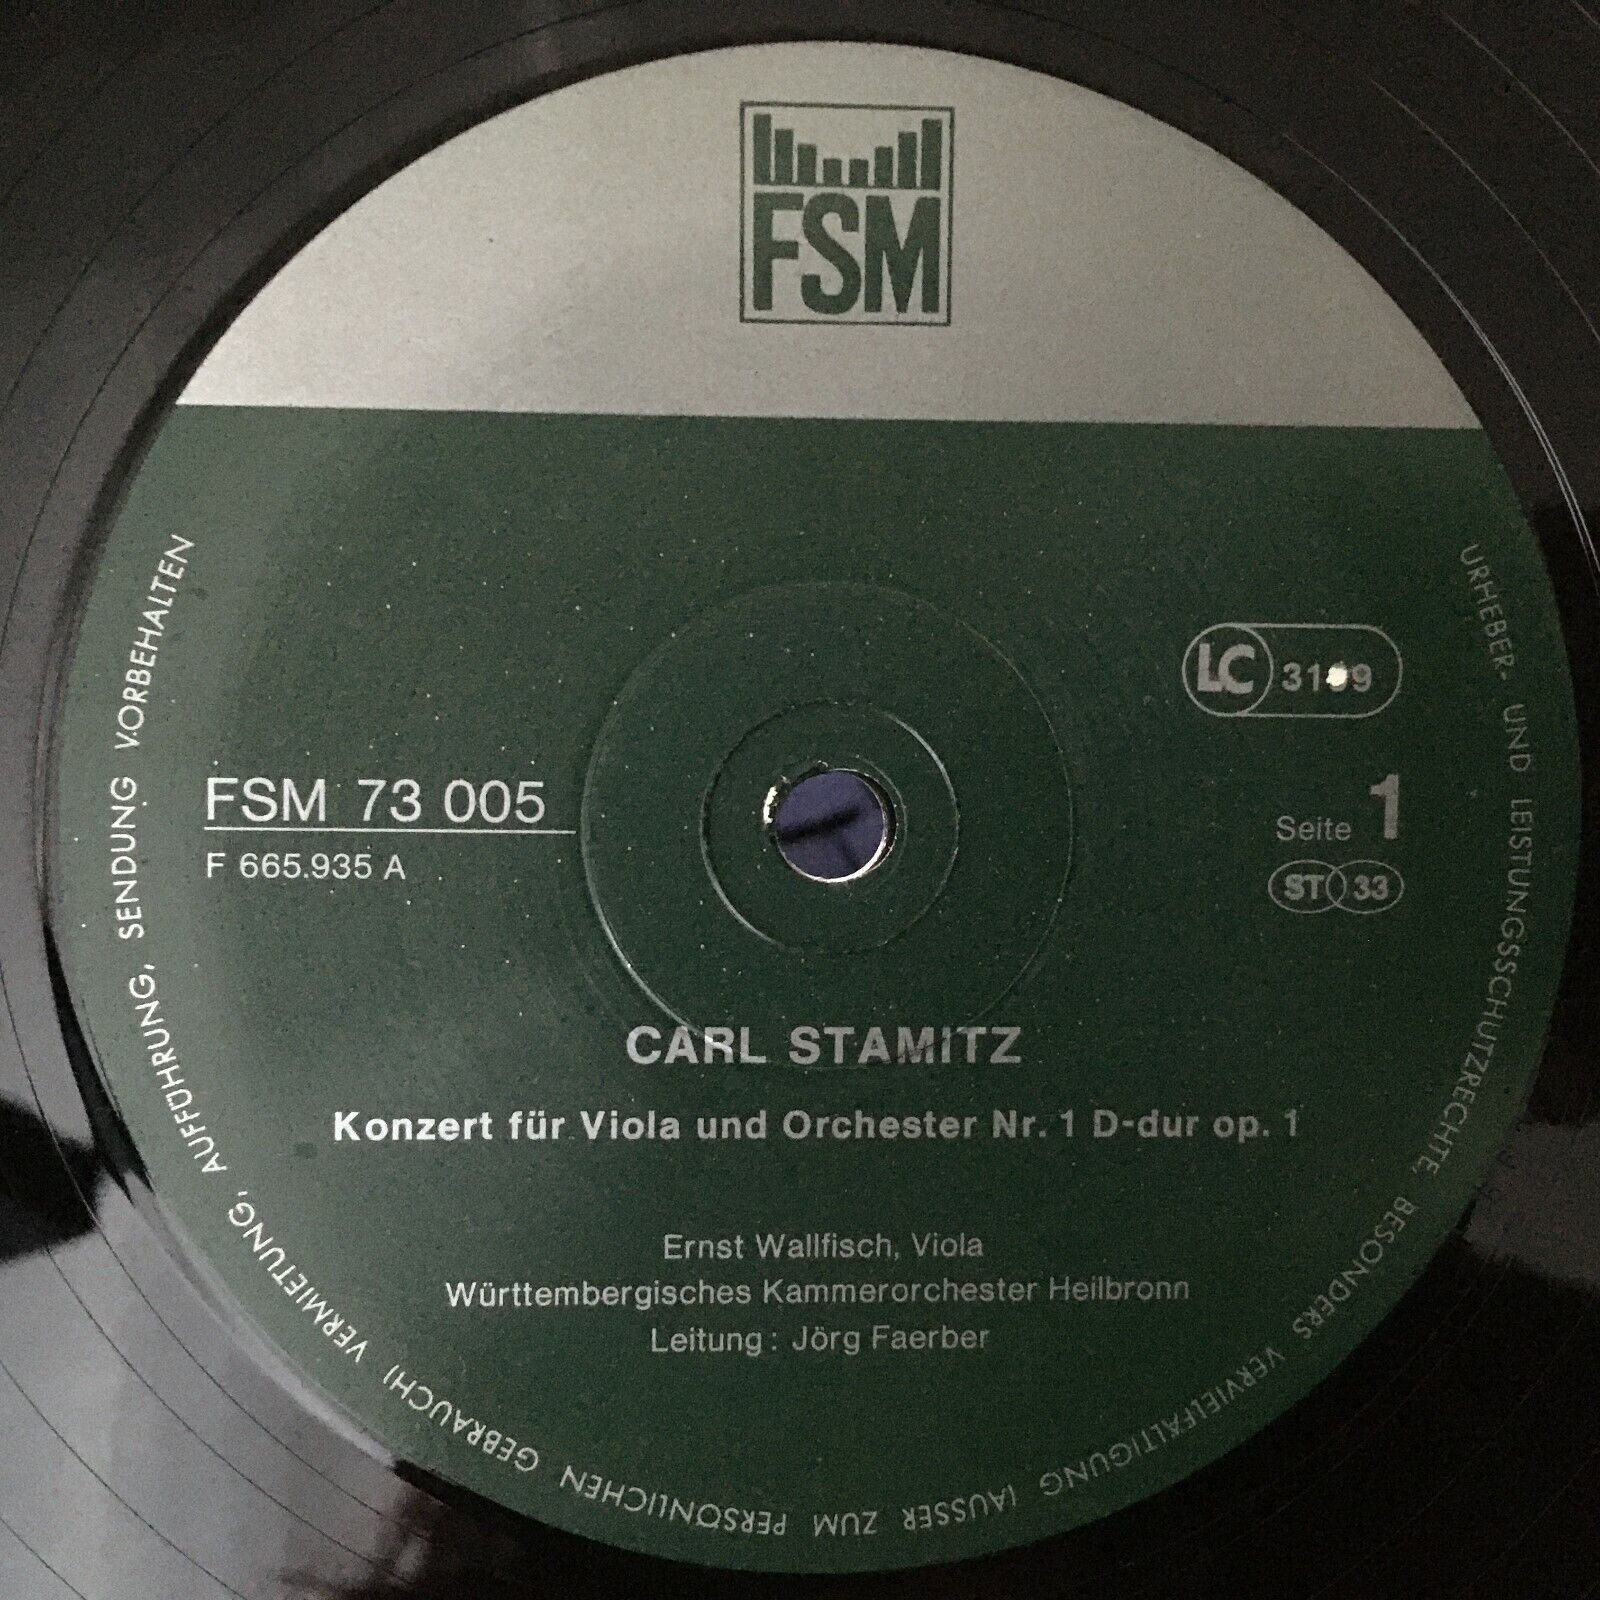 FSM
LC 3199
FSM 73 005
F 665.935 A
Seite 1
ST 33
CARL STAMITZ
Konzert für Viola und Orchester Nr. 1 D-dur op. 1
Ernst Wallfisch, Viola
Württembergisches Kammerorchester Heilbronn
Leitung: Jörg Faerber
URHEBER- UND LEISTUNGSSCHUTZRECHTE, BESONDERS VERVIELFÄLTIGUNG (AUSSER ZUM PERSÖNLICHEN GEBRAUCH) VERMIETUNG, AUFFÜHRUNG, SENDUNG VORBEHALTEN